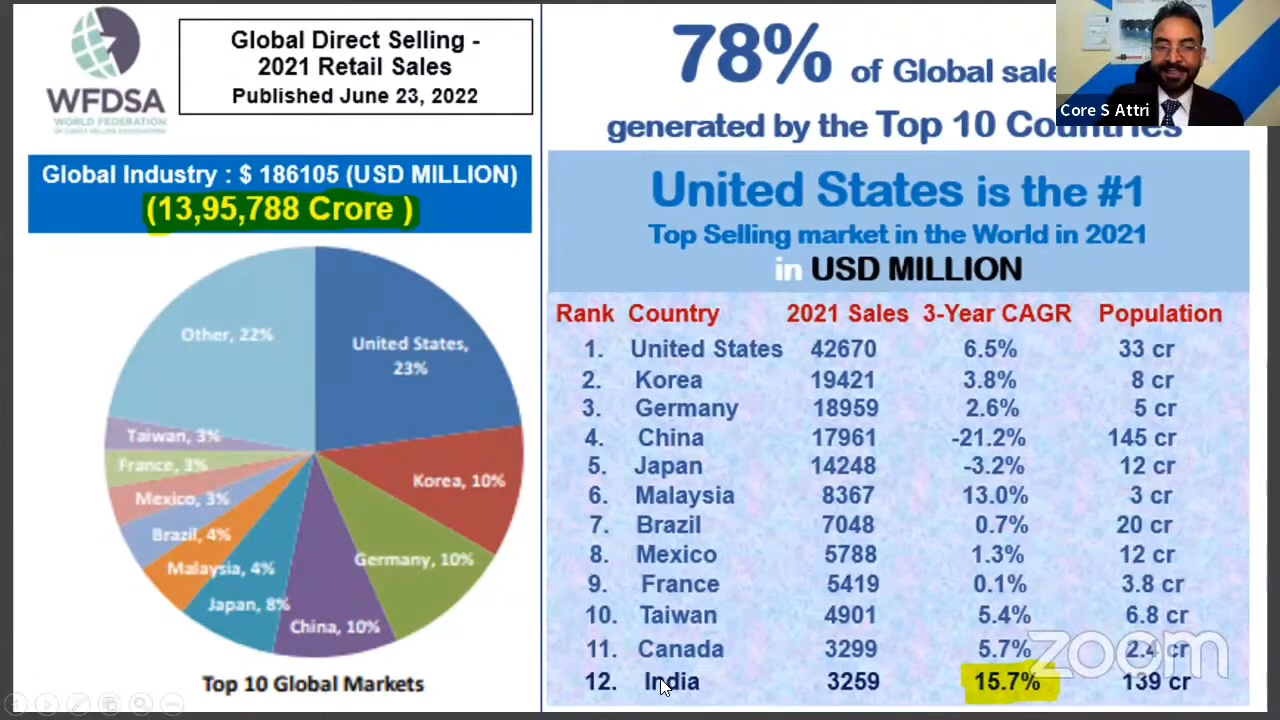 WFDSA
WORLD FEDERATION
OF DIRECT SELLING ASSOCIATIONS
Global Direct Selling -
2021 Retail Sales
Published June 23, 2022
Global Industry : $ 186105 (USD MILLION)
(13,95,788 Crore )
Other, 22%
United States,
23%
Taiwan, 3%
France, 3%
Korea, 10%
Mexico, 3%
Brazil, 4%
Germany, 10%
Malaysia, 4%
Japan, 8%
China, 10%
Top 10 Global Markets
78% of Global sale
generated by the Top 10 Countries
Core S Attri
United States is the #1
Top Selling market in the World in 2021
in USD MILLION
Rank Country 2021 Sales 3-Year CAGR Population
1. United States 42670 6.5% 33 cr
2. Korea 19421 3.8% 8 cr
3. Germany 18959 2.6% 5 cr
4. China 17961 -21.2% 145 cr
5. Japan 14248 -3.2% 12 cr
6. Malaysia 8367 13.0% 3 cr
7. Brazil 7048 0.7% 20 cr
8. Mexico 5788 1.3% 12 cr
9. France 5419 0.1% 3.8 cr
10. Taiwan 4901 5.4% 6.8 cr
11. Canada 3299 5.7% 2.4 cr
12. India 3259 15.7% 139 cr
zoom